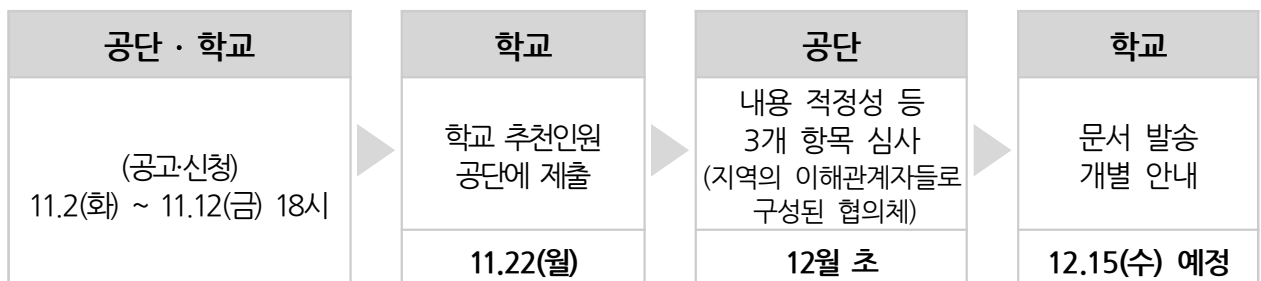 공단 · 학교
(공고·신청)
11.2(화) ~ 11.12(금) 18시
학교
학교 추천인원
공단에 제출
11.22(월)
공단
내용 적정성 등
3개 항목 심사
(지역의 이해관계자들로
구성된 협의체)
12월 초
학교
문서 발송
개별 안내
12.15(수) 예정